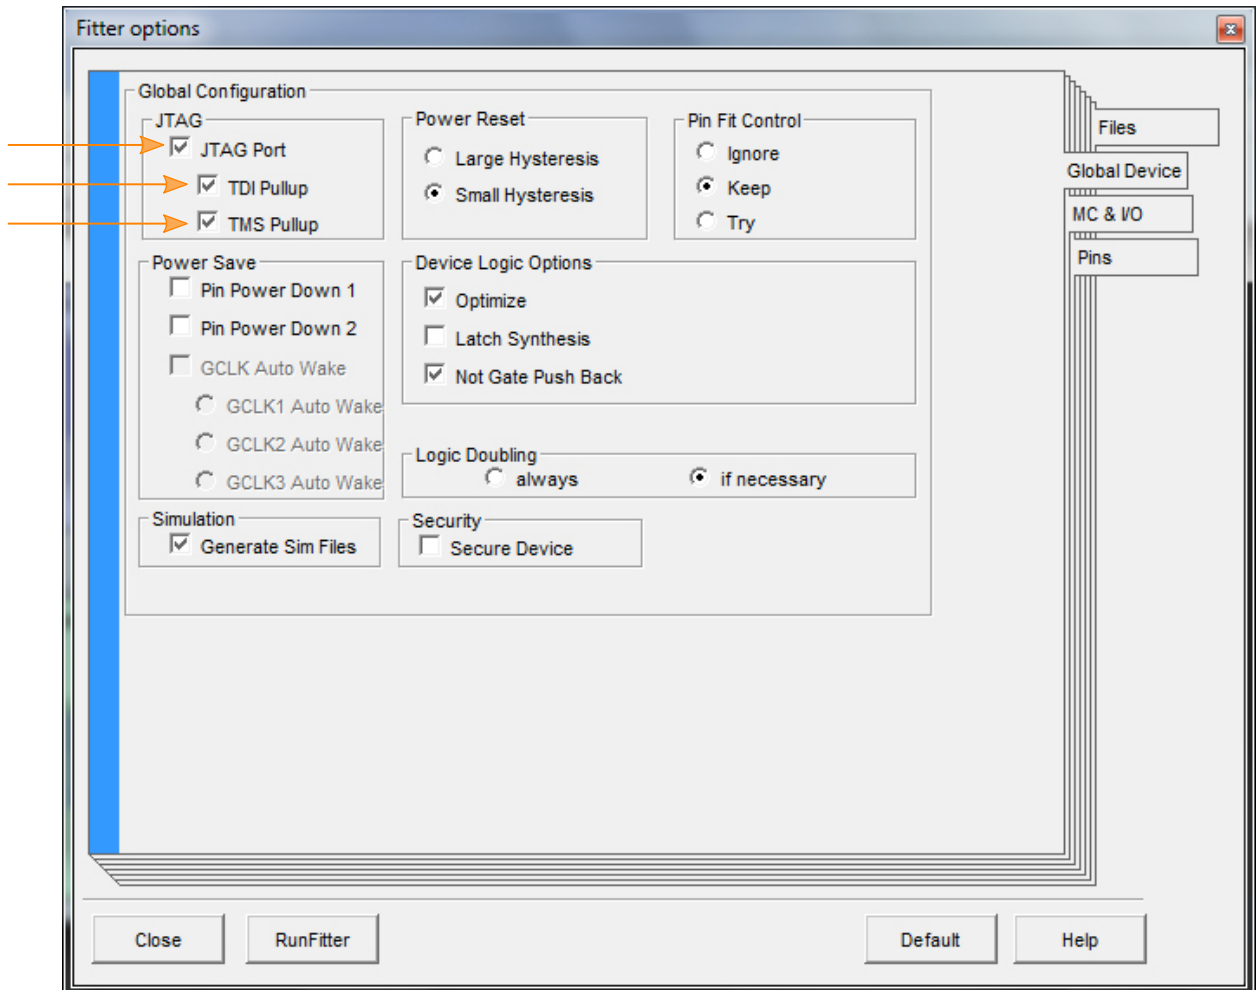 Fitter options
Global Configuration
JTAG
JTAG Port
TDI Pullup
TMS Pullup
Power Reset
Large Hysteresis
Small Hysteresis
Pin Fit Control
Ignore
Keep
Try
Power Save
Pin Power Down 1
Pin Power Down 2
GCLK Auto Wake
GCLK1 Auto Wake
GCLK2 Auto Wake
GCLK3 Auto Wake
Device Logic Options
Optimize
Latch Synthesis
Not Gate Push Back
Logic Doubling
always
if necessary
Simulation
Generate Sim Files
Security
Secure Device
Files
Global Device
MC & I/O
Pins
Close
RunFitter
Default
Help